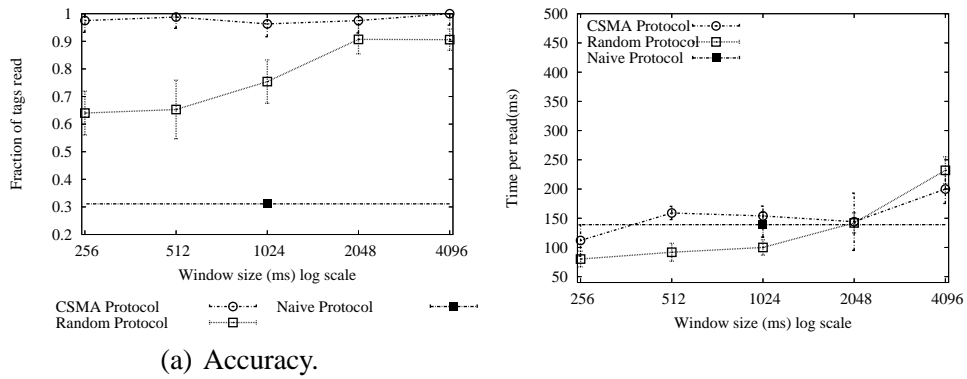 1
0.9
0.8
0.7
0.6
0.5
0.4
0.3
0.2
Fraction of tags read
256 512 1024 2048 4096
Window size (ms) log scale
CSMA Protocol
Random Protocol
Naive Protocol
(a) Accuracy.
500
450
400
350
300
250
200
150
100
50
Time per read(ms)
CSMA Protocol
Random Protocol
Naive Protocol
256 512 1024 2048 4096
Window size (ms) log scale